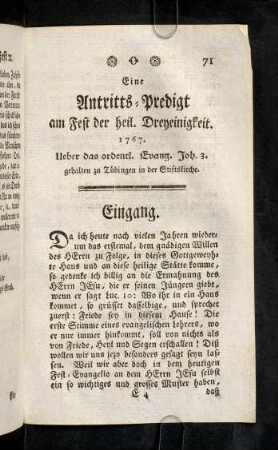 71
Eine
Antritts-Predigt
am Fest der heil. Dreyeinigkeit.
1767.
Ueber das ordentl. Evang. Joh. 3.
gehalten zu Tübingen in der Stiftskirche.
Eingang.
Da ich heute nach vielen Jahren wieder-
um das erstemal, dem gnädigen Willen
des HErrn zu Folge, in dieses Gottgeweyh-
te Haus und an diese heilige Stätte komme,
so gedenke ich billig an die Ermahnung des
HErrn JEsu, die er seinen Jüngern giebt,
wenn er sagt Luc. 10: Wo ihr in ein Haus
kommet, so grüsset dasselbige, und sprechet
zuerst: Friede sey in diesem Hause! Die
erste Stimme eines evangelischen Lehrers, wo
er nur immer hinkommt, soll von nichts als
von Friede, Heyl und Segen erschallen! Diß
wollen wir uns jezo besonders gesagt seyn las-
sen. Weil wir aber doch in dem heutigen
Fest-Evangelio an dem HErrn JEsu selbst
ein so wichtiges und grosses Muster haben,
E 4 daß